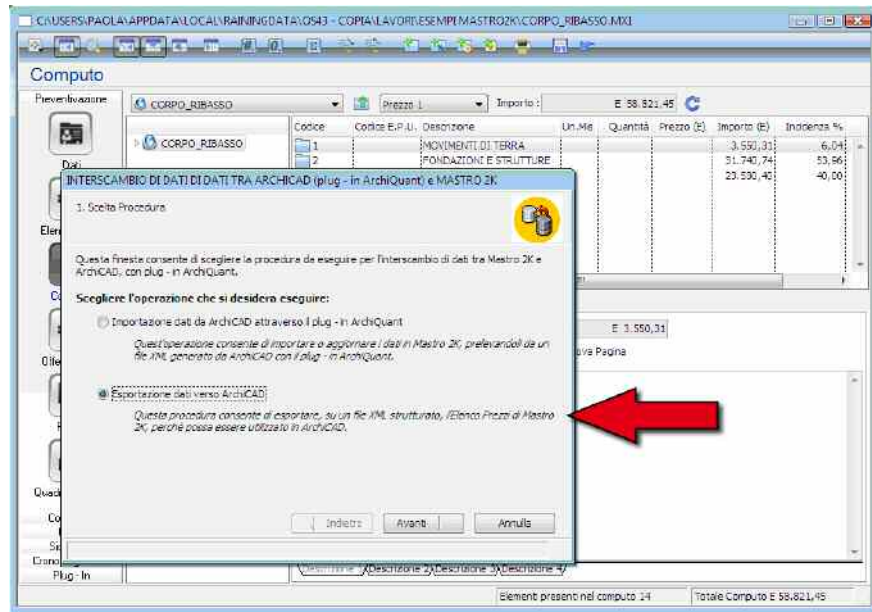 C:\USERS\PAOLA\APPDATA\LOCAL\RAININGDATA\OS43 - COPIA\LAVORI\ESEMPI MASTRO2K\CORPO_RIBASSO.MXI
Computo
Preventivazione
CORPO_RIBASSO
Prezzo 1
Importo :
E 58.821,45
CORPO_RIBASSO
Codice
Codice E.P.U.
Descrizione
Un.Me
Quantità
Prezzo (E)
Importo (E)
Incidenza %
1
MOVIMENTI DI TERRA
3.550,31
6,04
2
FONDAZIONI E STRUTTURE
31.740,74
53,96
23.530,40
40,00
Dati
INTERSCAMBIO DI DATI DI DATI TRA ARCHICAD (plug - in ArchiQuant) e MASTRO 2K
1. Scelta Procedura
Questa finesta consente di scegliere la procedura da eseguire per l'interscambio di dati tra Mastro 2K e
ArchiCAD, con plug - in ArchiQuant.
Scegliere l'operazione che si desidera eseguire:
Importazione dati da ArchiCAD attraverso il plug - in ArchiQuant
Quest'operazione consente di importare o aggiornare i dati in Mastro 2K, prelevandoli da un
file XML generato da ArchiCAD con il plug - in ArchiQuant.
Esportazione dati verso ArchiCAD
Questa procedura consente di esportare, su un file XML strutturato, l'Elenco Prezzi di Mastro
2K, perchè possa essere utilizzato in ArchiCAD.
Indietro
Avanti
Annulla
E 3.550,31
ova Pagina
Elem
Offe
Quad
Co
Si
Crono
Plug- In
Descrizione 2
Descrizione 3
Descrizione 4
Elementi presenti nel computo 14
Totale Computo E 58.821,45